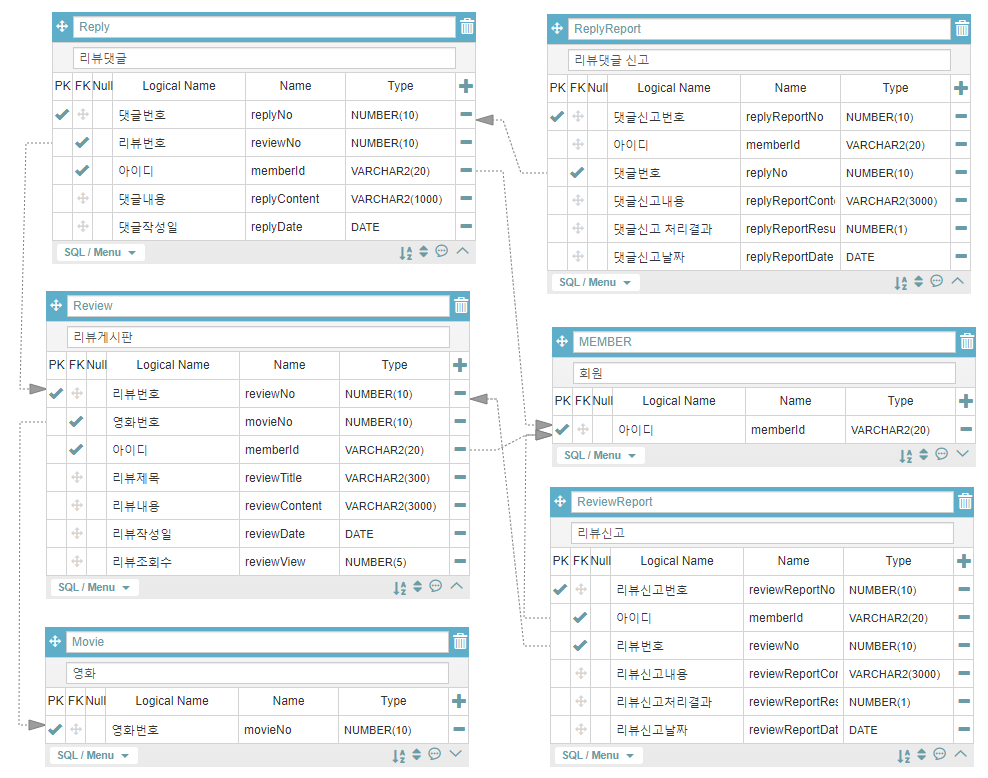 Reply
리뷰댓글
PK FK Null Logical Name Name Type
댓글번호 replyNo NUMBER(10)
리뷰번호 reviewNo NUMBER(10)
아이디 memberId VARCHAR2(20)
댓글내용 replyContent VARCHAR2(1000)
댓글작성일 replyDate DATE
SQL / Menu
ReplyReport
리뷰댓글 신고
PK FK Null Logical Name Name Type
댓글신고번호 replyReportNo NUMBER(10)
아이디 memberId VARCHAR2(20)
댓글번호 replyNo NUMBER(10)
댓글신고내용 replyReportConte VARCHAR2(3000)
댓글신고 처리결과 replyReportResu NUMBER(1)
댓글신고날짜 replyReportDate DATE
SQL / Menu
Review
리뷰게시판
PK FK Null Logical Name Name Type
리뷰번호 reviewNo NUMBER(10)
영화번호 movieNo NUMBER(10)
아이디 memberId VARCHAR2(20)
리뷰제목 reviewTitle VARCHAR2(300)
리뷰내용 reviewContent VARCHAR2(3000)
리뷰작성일 reviewDate DATE
리뷰조회수 reviewView NUMBER(5)
SQL / Menu
MEMBER
회원
PK FK Null Logical Name Name Type
아이디 memberId VARCHAR2(20)
SQL / Menu
ReviewReport
리뷰신고
PK FK Null Logical Name Name Type
리뷰신고번호 reviewReportNo NUMBER(10)
아이디 memberId VARCHAR2(20)
리뷰번호 reviewNo NUMBER(10)
리뷰신고내용 reviewReportCor VARCHAR2(3000)
리뷰신고처리결과 reviewReportRes NUMBER(1)
리뷰신고날짜 reviewReportDat DATE
SQL / Menu
Movie
영화
PK FK Null Logical Name Name Type
영화번호 movieNo NUMBER(10)
SQL / Menu